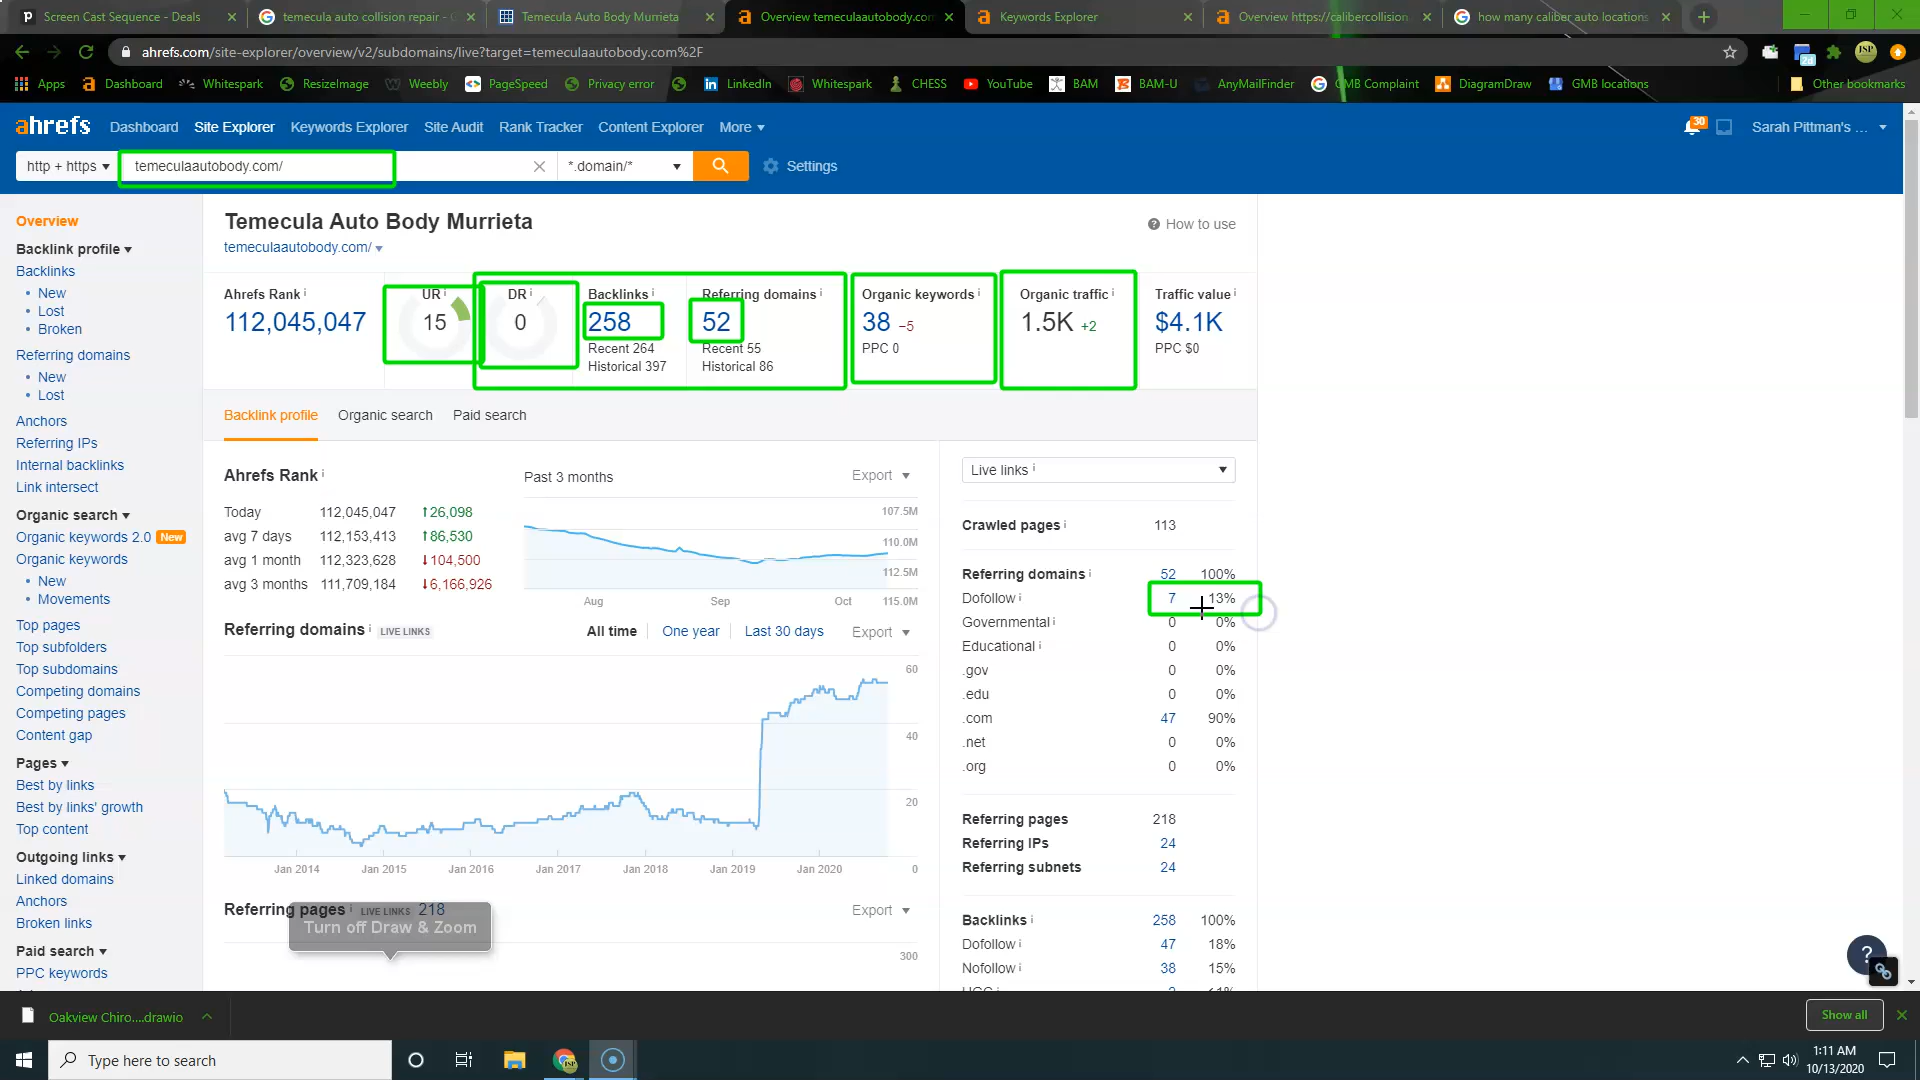 Screen Cast Sequence - Deals
temecula auto collision repair - G
Temecula Auto Body Murrieta
Overview temeculaautobody.com
Keywords Explorer
Overview https://calibercollision
how many caliber auto locations
ahrefs.com/site-explorer/overview/v2/subdomains/live?target=temeculaautobody.com%2F
Apps Dashboard Whitespark ResizeImage Weebly PageSpeed Privacy error LinkedIn Whitespark CHESS YouTube BAM BAM-U AnyMailFinder GMB Complaint DiagramDraw GMB locations Other bookmarks
ahrefs Dashboard Site Explorer Keywords Explorer Site Audit Rank Tracker Content Explorer More 30 Sarah Pittman's ...
http + https temeculaautobody.com/ *.domain/* Settings
Overview
Backlink profile
Backlinks
New
Lost
Broken
Referring domains
New
Lost
Anchors
Referring IPs
Internal backlinks
Link intersect
Organic search
Organic keywords 2.0 New
Organic keywords
New
Movements
Top pages
Top subfolders
Top subdomains
Competing domains
Competing pages
Content gap
Pages
Best by links
Best by links' growth
Top content
Outgoing links
Linked domains
Anchors
Broken links
Paid search
PPC keywords
Temecula Auto Body Murrieta
How to use
temeculaautobody.com/
Ahrefs Rank
112,045,047
UR
15
DR
0
Backlinks
258
Recent 264
Historical 397
Referring domains
52
Recent 55
Historical 86
Organic keywords
38 -5
PPC 0
Organic traffic
1.5K +2
Traffic value
$4.1K
PPC $0
Backlink profile Organic search Paid search
Ahrefs Rank
Past 3 months
Export
Today 112,045,047 ↑26,098
avg 7 days 112,153,413 ↑86,530
avg 1 month 112,323,628 ↓104,500
avg 3 months 111,709,184 ↓6,166,926
107.5M
110.0M
112.5M
115.0M
Aug Sep Oct
Referring domains LIVE LINKS
All time One year Last 30 days Export
60
40
20
0
Jan 2014 Jan 2015 Jan 2016 Jan 2017 Jan 2018 Jan 2019 Jan 2020
Referring pages LIVE LINKS 218
Export
Turn off Draw & Zoom
300
Live links
Crawled pages 113
Referring domains 52 100%
Dofollow 7 13%
Governmental 0 0%
Educational 0 0%
.gov 0 0%
.edu 0 0%
.com 47 90%
.net 0 0%
.org 0 0%
Referring pages 218
Referring IPs 24
Referring subnets 24
Backlinks 258 100%
Dofollow 47 18%
Nofollow 38 15%
Oakview Chiro....drawio
Show all
Type here to search
1:11 AM
10/13/2020